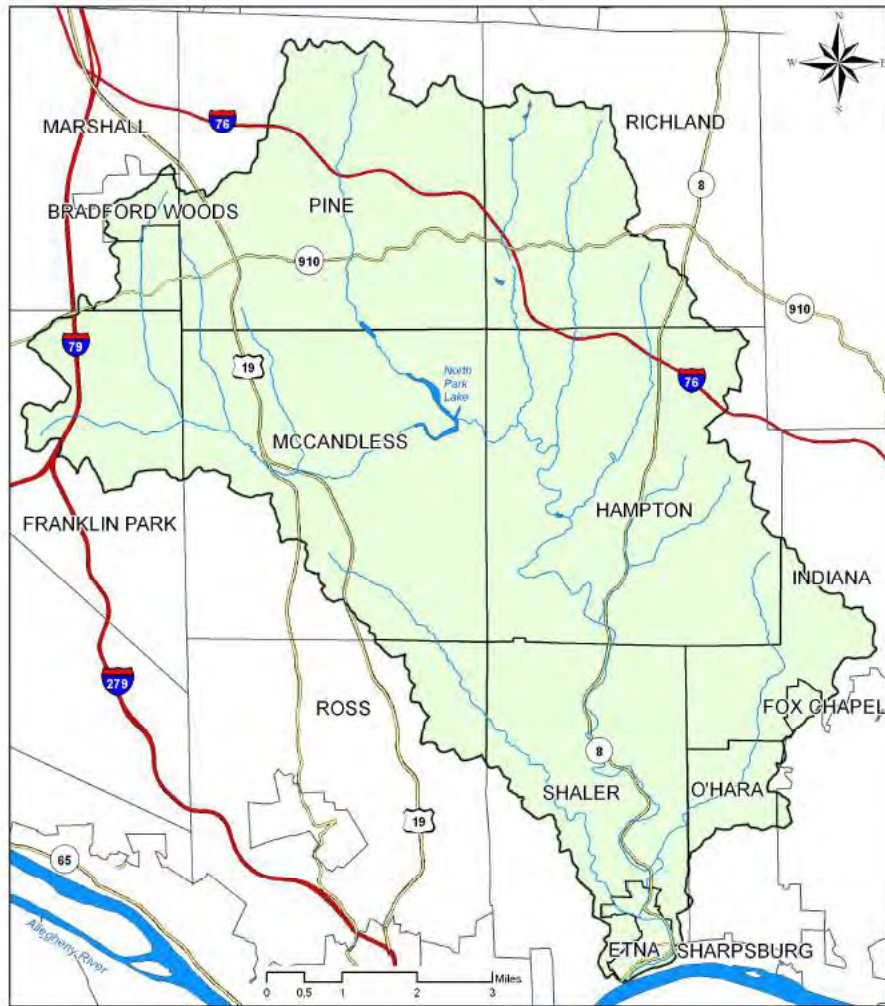 N
W E
S
MARSHALL
76
RICHLAND
8
BRADFORD WOODS
PINE
910
910
79
19
North
Park
Lake
76
MCCANDLESS
FRANKLIN PARK
HAMPTON
INDIANA
279
ROSS
FOX CHAPEL
8
SHALER
O'HARA
19
65
Allegheny River
ETNA
SHARPSBURG
Miles
0 0.5 1 2 3